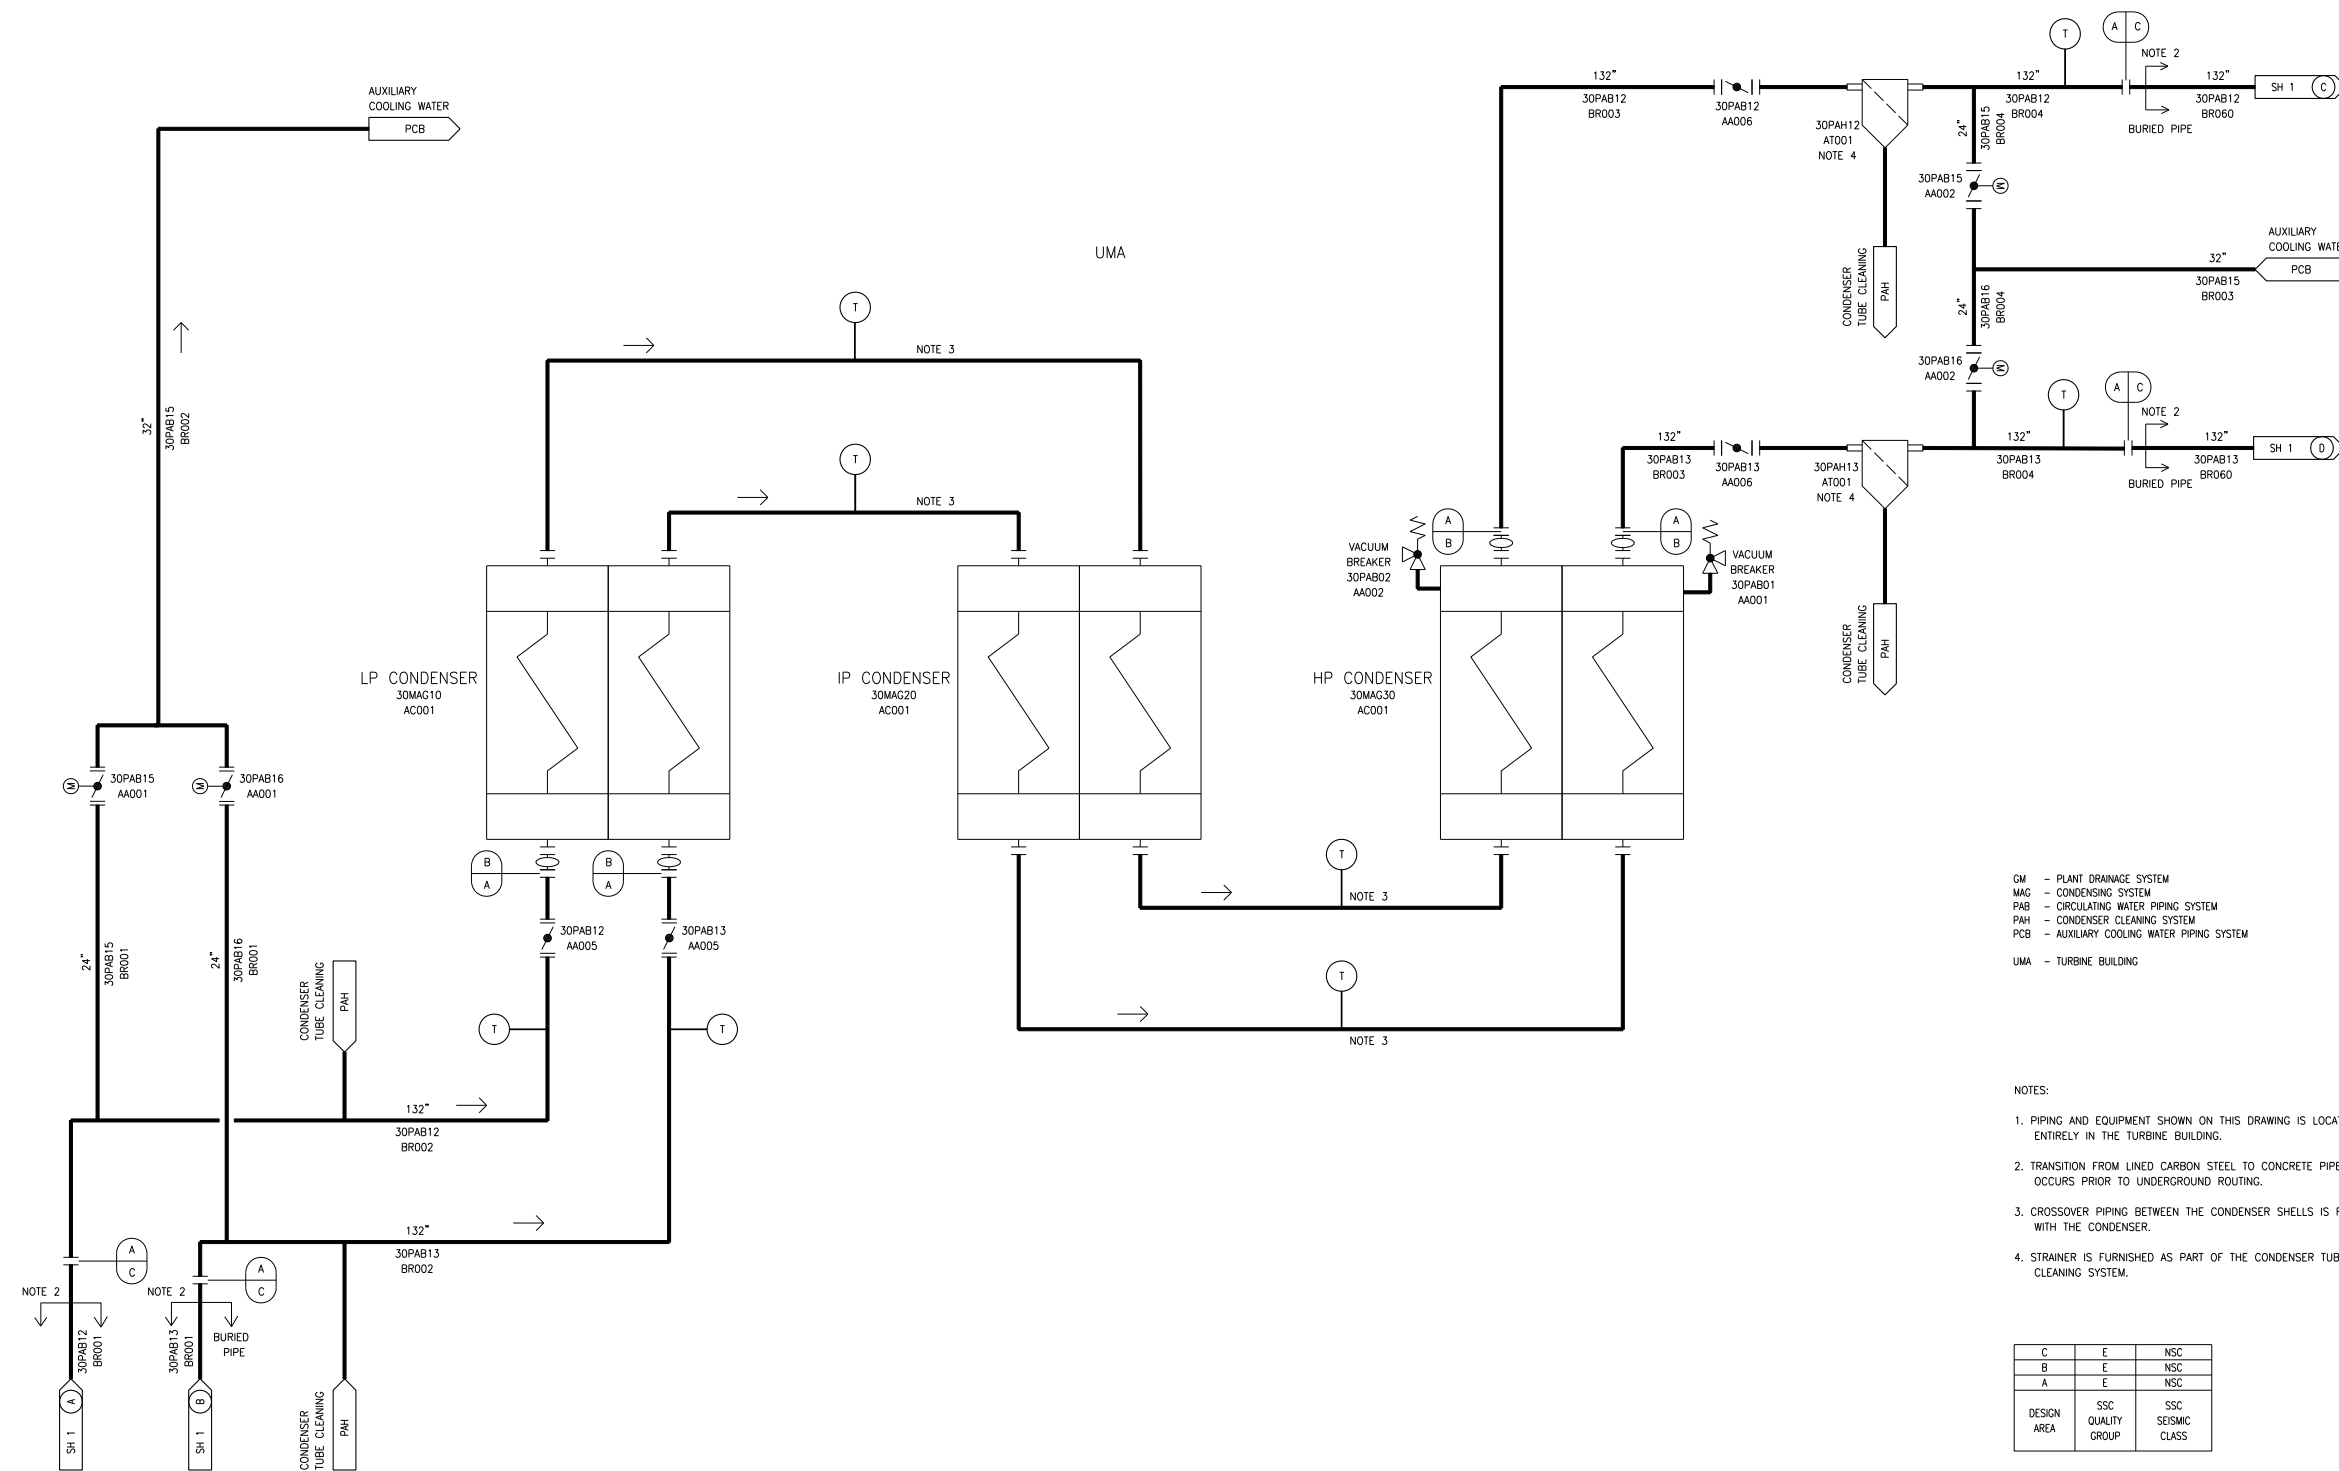 AUXILIARY
COOLING WATER
PCB
32"
30PAB15
BR002
30PAB15
AA001
M
30PAB16
AA001
M
24"
30PAB15
BR001
24"
30PAB16
BR001
CONDENSER
TUBE CLEANING
PAH
132"
30PAB12
BR002
132"
30PAB13
BR002
A
C
A
C
NOTE 2
NOTE 2
30PAB12
BR001
30PAB13
BR001
BURIED
PIPE
SH 1
A
SH 1
B
CONDENSER
TUBE CLEANING
PAH
UMA
T
NOTE 3
T
NOTE 3
LP CONDENSER
30MAG10
AC001
B
A
B
A
30PAB12
AA005
30PAB13
AA005
T
T
IP CONDENSER
30MAG20
AC001
HP CONDENSER
30MAG30
AC001
T
NOTE 3
T
NOTE 3
VACUUM
BREAKER
30PAB02
AA002
A
B
A
B
VACUUM
BREAKER
30PAB01
AA001
132"
30PAB12
BR003
30PAB12
AA006
30PAH12
AT001
NOTE 4
CONDENSER
TUBE CLEANING
PAH
132"
30PAB12
BR004
T
A
C
NOTE 2
BURIED PIPE
132"
30PAB12
BR060
SH 1
C
24"
30PAB15
BR004
30PAB15
AA002
M
AUXILIARY
COOLING
PCB
32"
30PAB15
BR003
24"
30PAB16
BR004
30PAB16
AA002
M
132"
30PAB13
BR003
30PAB13
AA006
30PAH13
AT001
NOTE 4
CONDENSER
TUBE CLEANING
PAH
132"
30PAB13
BR004
T
A
C
NOTE 2
BURIED PIPE
132"
30PAB13
BR060
SH 1
D
GM – PLANT DRAINAGE SYSTEM
MAG – CONDENSING SYSTEM
PAB – CIRCULATING WATER PIPING SYSTEM
PAH – CONDENSER CLEANING SYSTEM
PCB – AUXILIARY COOLING WATER PIPING SYSTEM
UMA – TURBINE BUILDING
NOTES:
1. PIPING AND EQUIPMENT SHOWN ON THIS DRAWING IS
ENTIRELY IN THE TURBINE BUILDING.
2. TRANSITION FROM LINED CARBON STEEL TO CONCRETE PIPE
OCCURS PRIOR TO UNDERGROUND ROUTING.
3. CROSSOVER PIPING BETWEEN THE CONDENSER SHELLS IS
WITH THE CONDENSER.
4. STRAINER IS FURNISHED AS PART OF THE CONDENSER
CLEANING SYSTEM.
C E NSC
B E NSC
A E NSC
DESIGN
AREA
SSC
QUALITY
GROUP
SSC
SEISMIC
CLASS